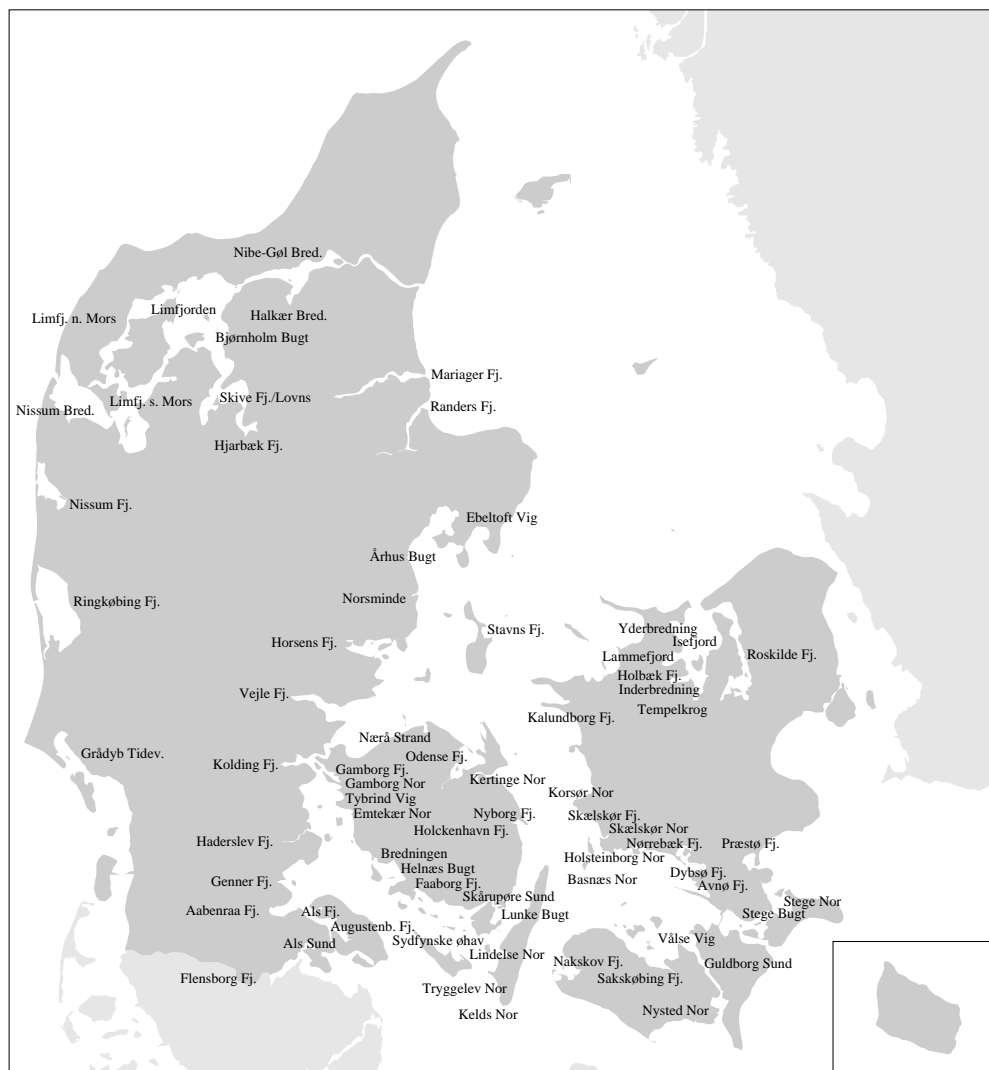 Nibe-Gøl Bred.
Limfjorden
Limfj. n. Mors
Halkær Bred.
Bjørnholm Bugt
Mariager Fj.
Skive Fj./Lovns
Limfj. s. Mors
Nissum Bred.
Randers Fj.
Hjarbæk Fj.
Nissum Fj.
Ebeltoft Vig
Århus Bugt
Ringkøbing Fj.
Norsminde
Stavns Fj.
Yderbredning
Isefjord
Horsens Fj.
Lammefjord
Roskilde Fj.
Holbæk Fj.
Inderbredning
Vejle Fj.
Tempelkrog
Kalundborg Fj.
Nærå Strand
Grådyb Tidev.
Odense Fj.
Kolding Fj.
Gamborg Fj.
Kertinge Nor
Gamborg Nor
Korsør Nor
Tybrind Vig
Emtekær Nor
Nyborg Fj.
Skælskør Fj.
Holckenhavn Fj.
Skælskør Nor
Haderslev Fj.
Nørrebæk Fj.
Præstø Fj.
Bredningen
Holsteinborg Nor
Helnæs Bugt
Dybsø Fj.
Genner Fj.
Faaborg Fj.
Basnæs Nor
Avnø Fj.
Skårupøre Sund
Stege Nor
Aabenraa Fj.
Als Fj.
Lunke Bugt
Stege Bugt
Augustenb. Fj.
Als Sund
Sydfynske øhav
Vålse Vig
Lindelse Nor
Nakskov Fj.
Guldborg Sund
Flensborg Fj.
Sakskøbing Fj.
Tryggelev Nor
Kelds Nor
Nysted Nor